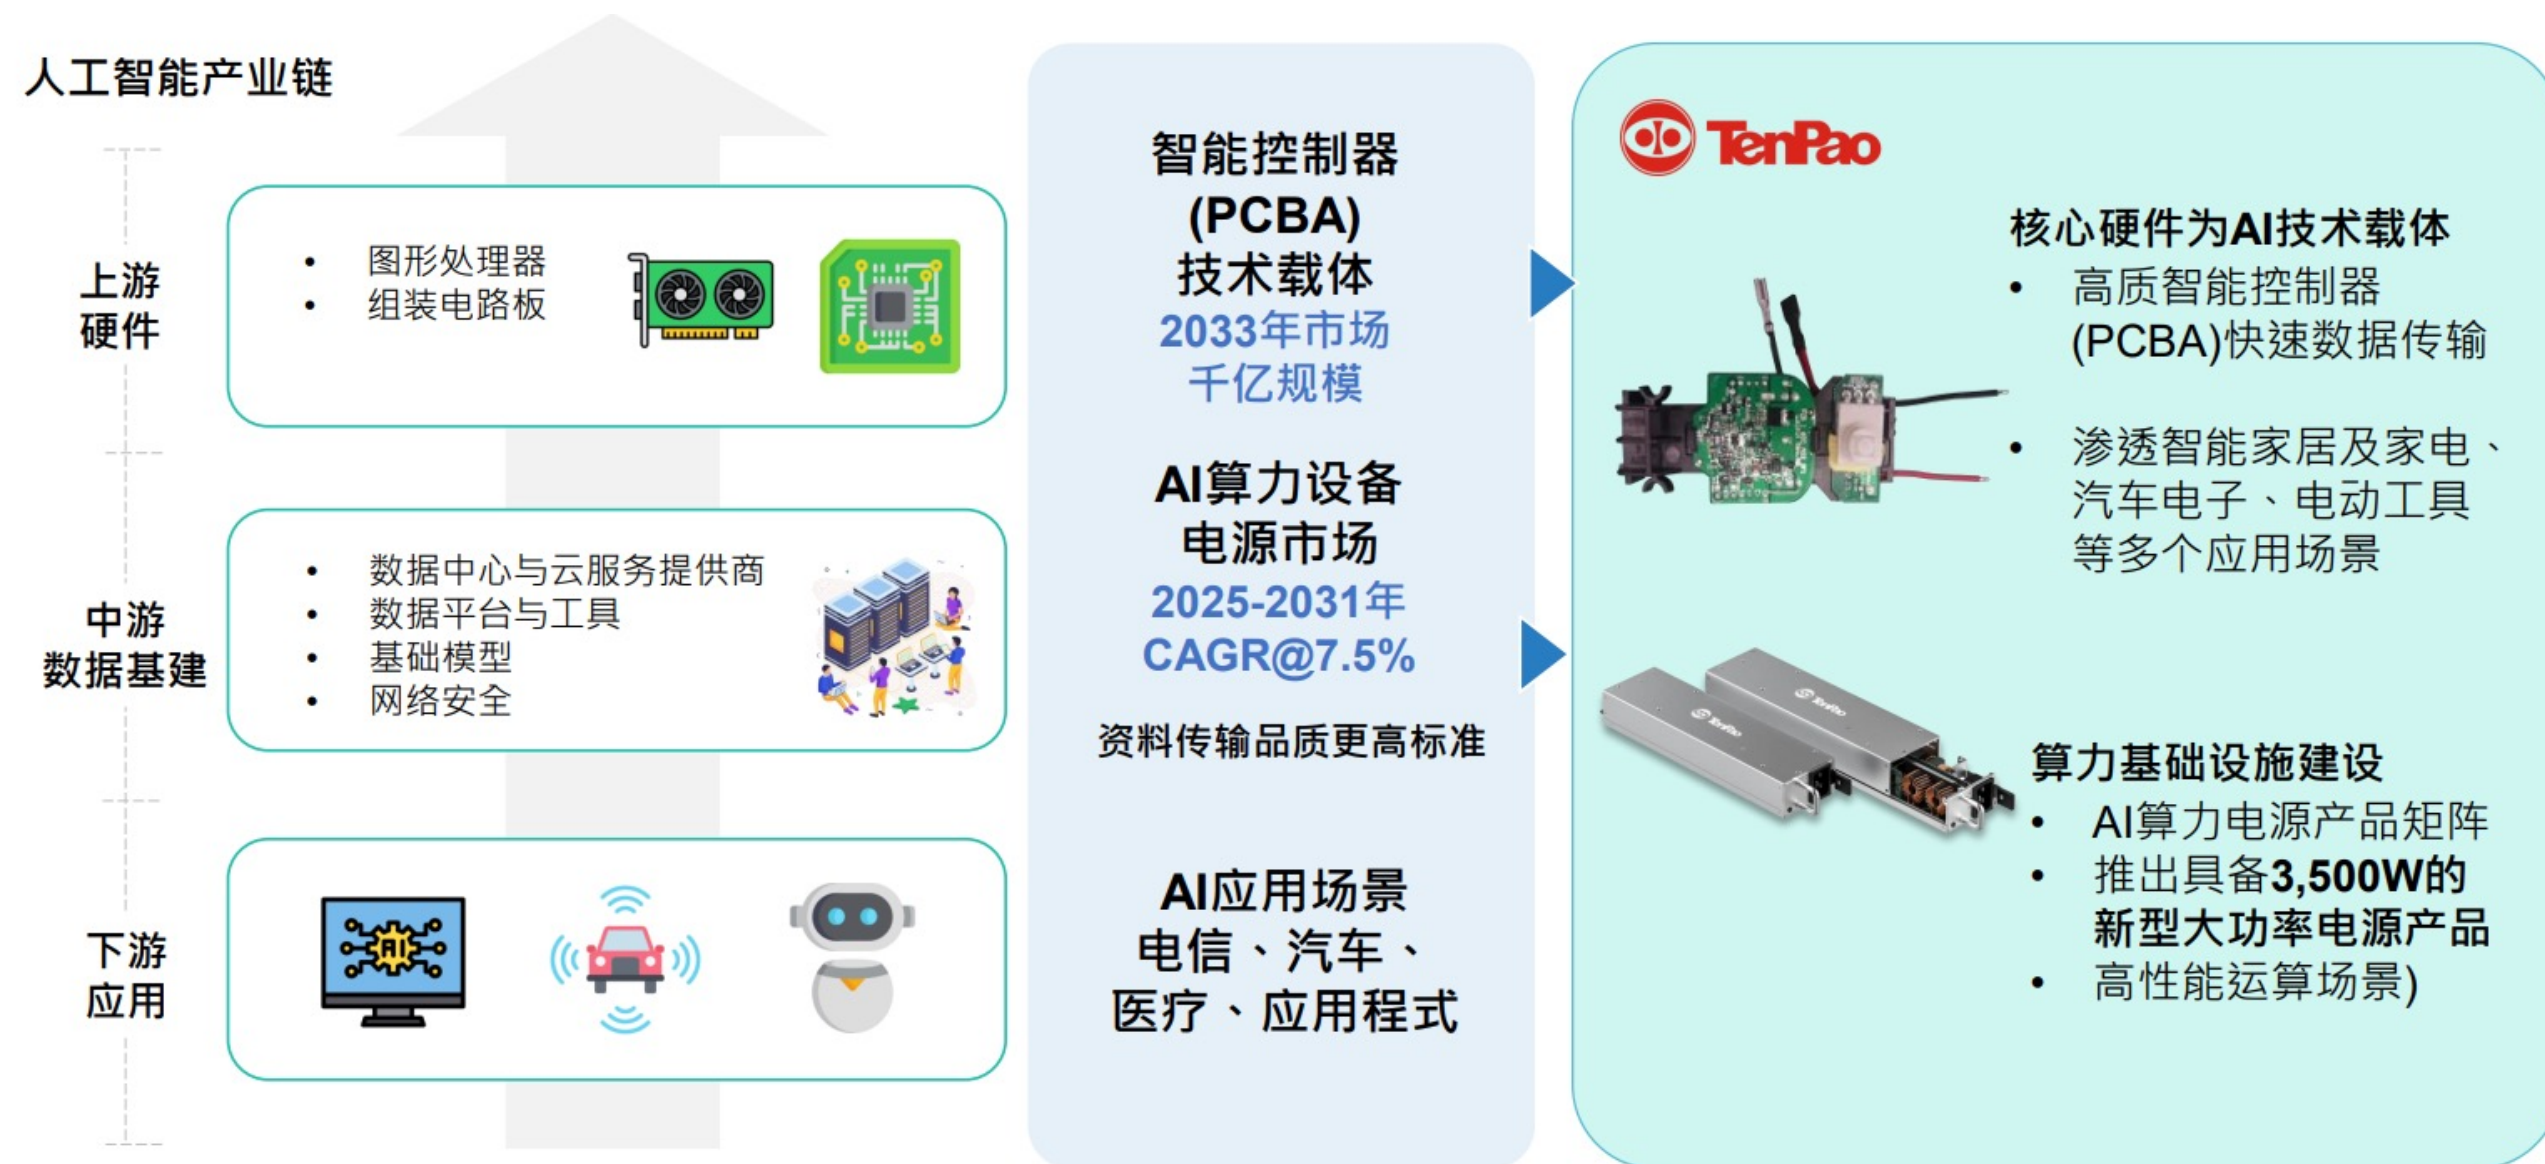 人工智能产业链
上游
硬件
图形处理器
组装电路板
中游
数据基建
数据中心与云服务提供商
数据平台与工具
基础模型
网络安全
下游
应用
AI
智能控制器
(PCBA)
技术载体
2033年市场
千亿规模
AI算力设备
电源市场
2025-2031年
CAGR@7.5%
资料传输品质更高标准
AI应用场景
电信、汽车、
医疗、应用程式
TenPao
核心硬件为AI技术载体
高质智能控制器
(PCBA)快速数据传输
渗透智能家居及家电、
汽车电子、电动工具
等多个应用场景
TenPao
TenPao
算力基础设施建设
AI算力电源产品矩阵
推出具备3,500W的
新型大功率电源产品
高性能运算场景)